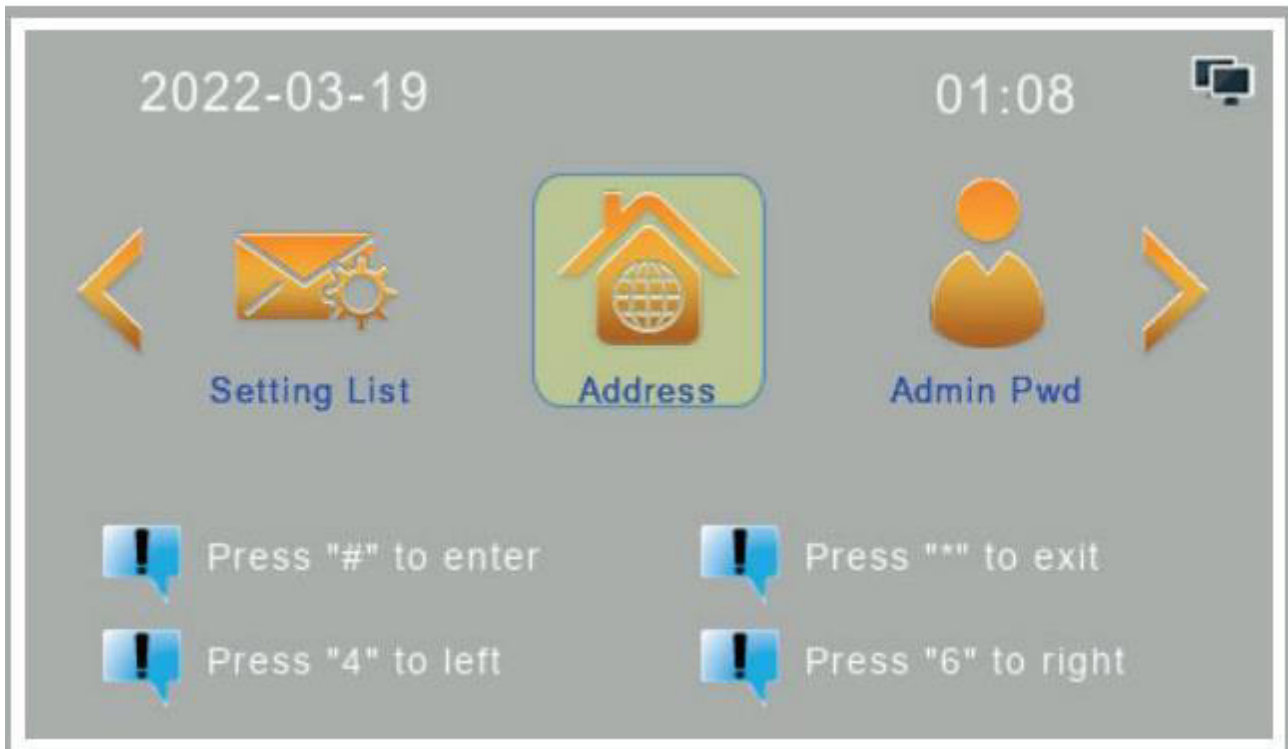 2022-03-19 01:08
Setting List Address Admin Pwd
Press "#" to enter Press "*" to exit
Press "4" to left Press "6" to right